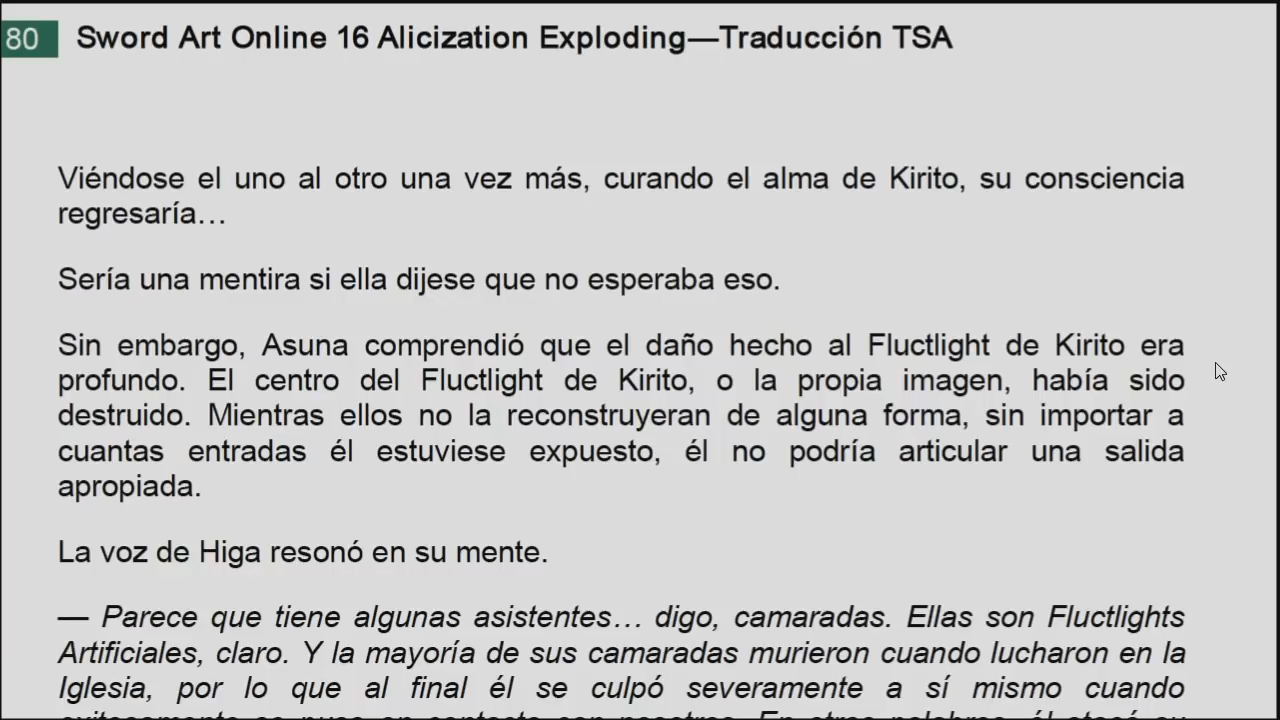 80 Sword Art Online 16 Alicization Exploding—Traducción TSA
Viéndose el uno al otro una vez más, curando el alma de Kirito, su consciencia
regresaría…
Sería una mentira si ella dijese que no esperaba eso.
Sin embargo, Asuna comprendió que el daño hecho al Fluctlight de Kirito era
profundo. El centro del Fluctlight de Kirito, o la propia imagen, había sido
destruido. Mientras ellos no la reconstruyeran de alguna forma, sin importar a
cuantas entradas él estuviese expuesto, él no podría articular una salida
apropiada.
La voz de Higa resonó en su mente.
— Parece que tiene algunas asistentes… digo, camaradas. Ellas son Fluctlights
Artificiales, claro. Y la mayoría de sus camaradas murieron cuando lucharon en la
Iglesia, por lo que al final él se culpó severamente a sí mismo cuando